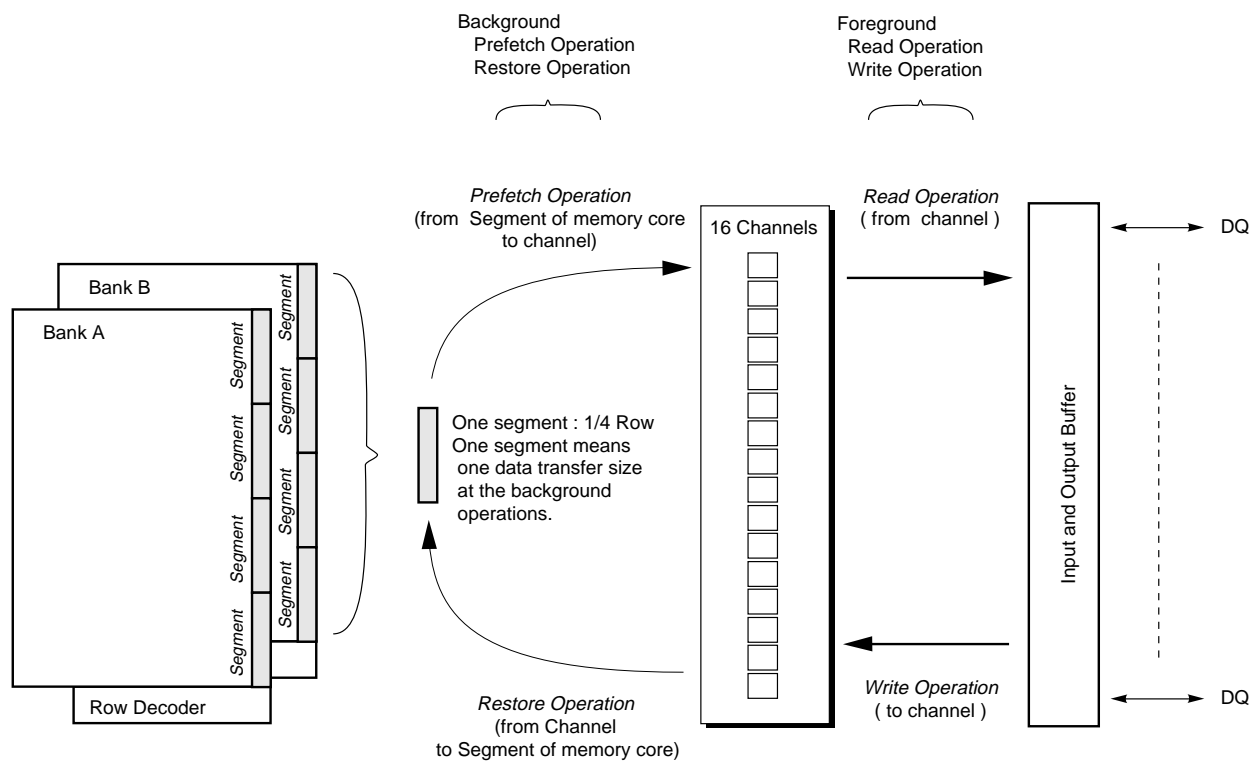 Background
Prefetch Operation
Restore Operation
Foreground
Read Operation
Write Operation
Prefetch Operation
(from Segment of memory core
to channel)
Read Operation
( from channel )
16 Channels
DQ
Bank B
Bank A
Segment
Segment
Segment
Segment
Segment
Segment
Segment
Segment
One segment : 1/4 Row
One segment means
one data transfer size
at the background
operations.
Input and Output Buffer
Row Decoder
Restore Operation
(from Channel
to Segment of memory core)
Write Operation
( to channel )
DQ